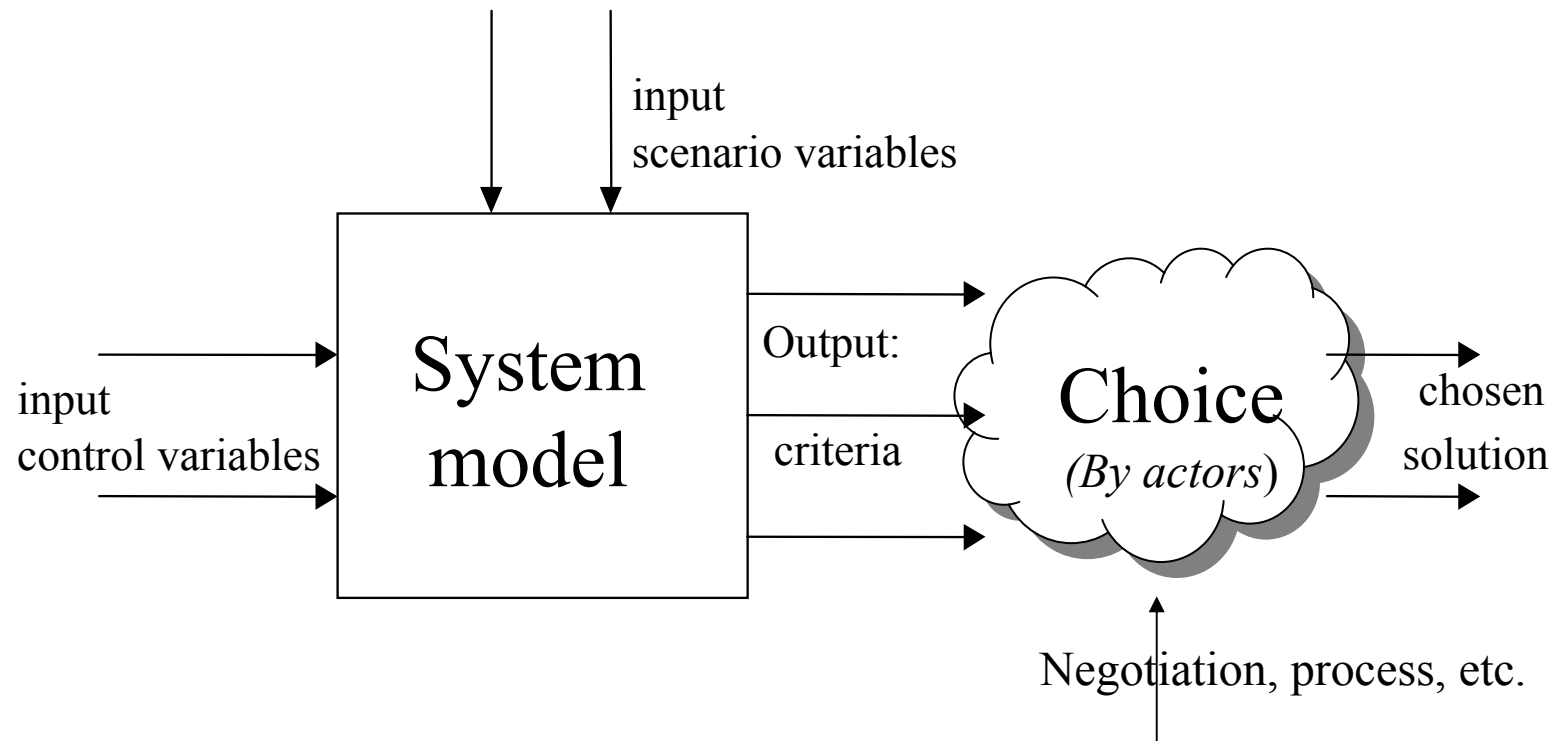 input
scenario variables
System
model
input
control variables
Output:
criteria
Choice
(By actors)
chosen
solution
Negotiation, process, etc.